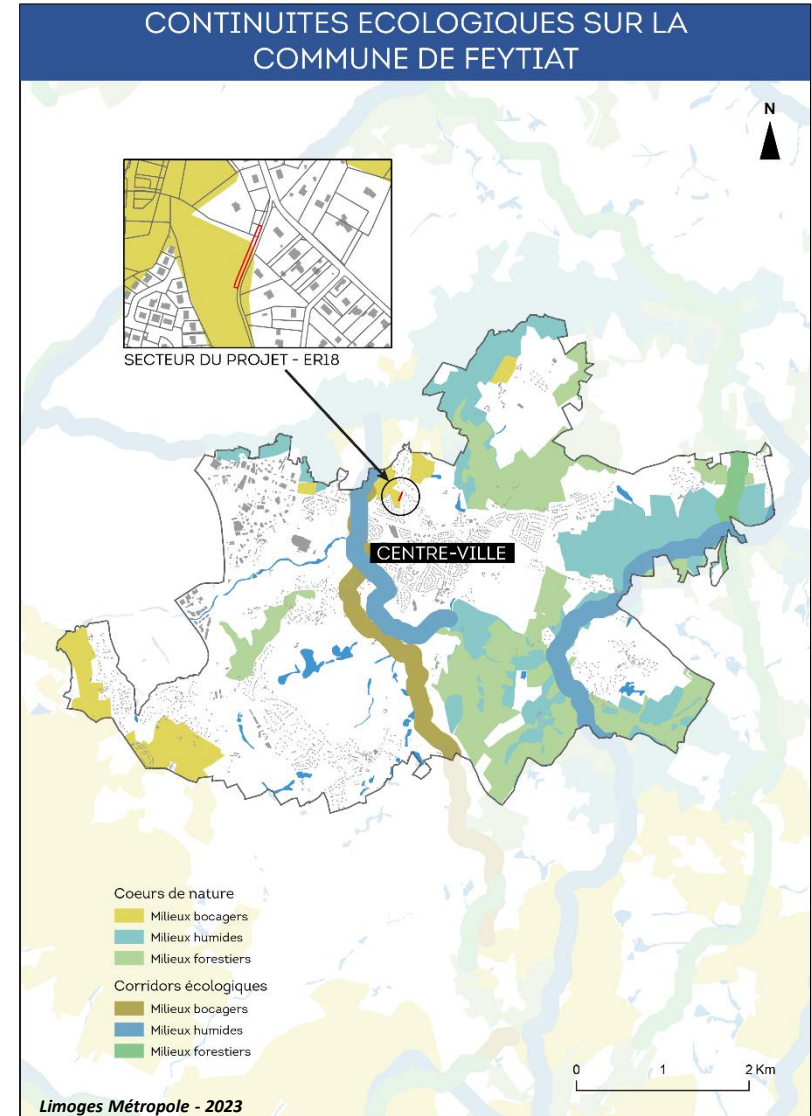 CONTINUITES ECOLOGIQUES SUR LA
COMMUNE DE FEYTIAT
N
SECTEUR DU PROJET - ER18
CENTRE-VILLE
Coeurs de nature
Milieux bocagers
Milieux humides
Milieux forestiers
Corridors écologiques
Milieux bocagers
Milieux humides
Milieux forestiers
0 1 2 Km
Limoges Métropole - 2023